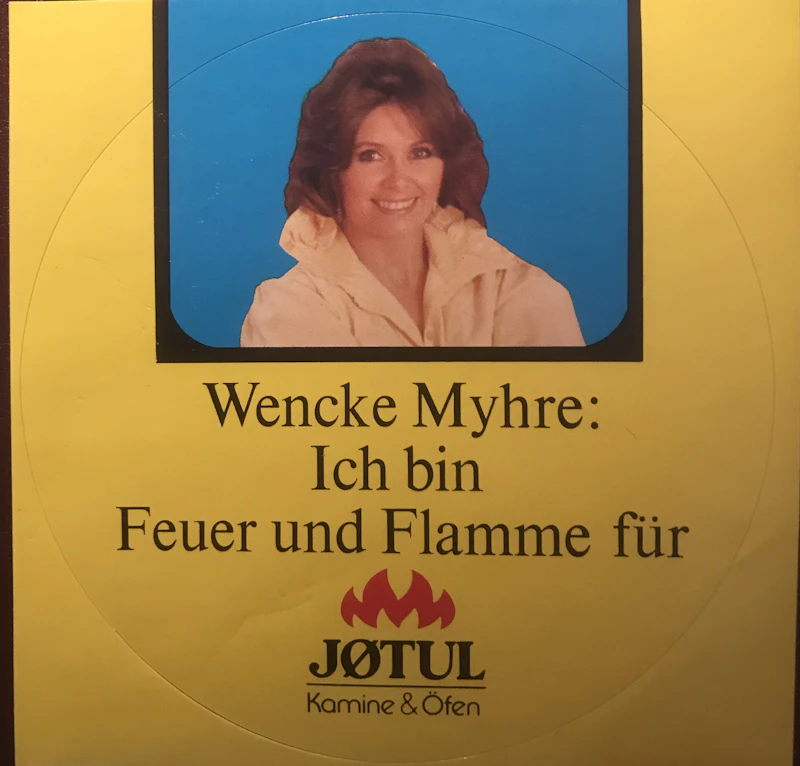 Wencke Myhre:
Ich bin
Feuer und Flamme für
JØTUL
Kamine & Öfen